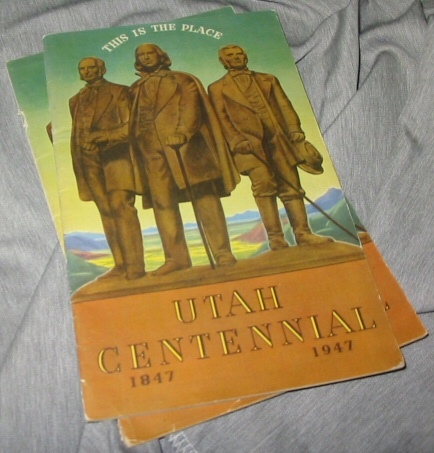 THIS IS THE PLACE
UTAH
CENTENNIAL
1847 1947